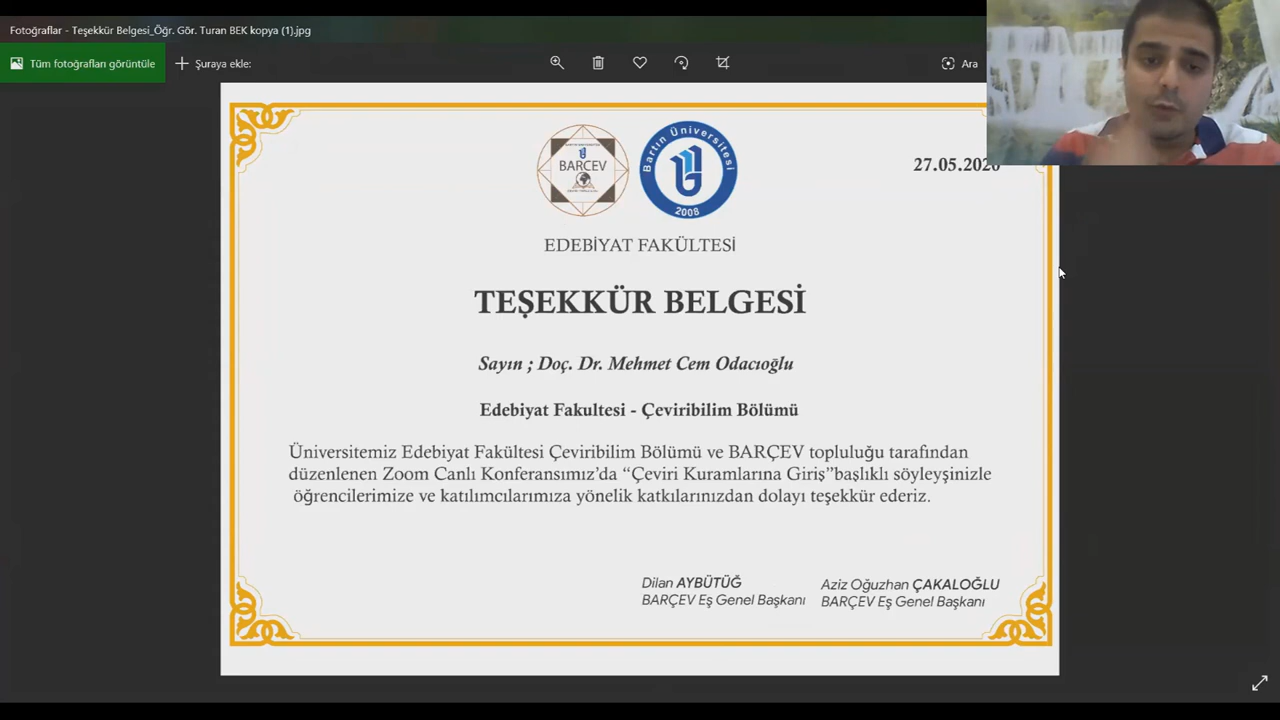 Fotoğraflar - Teşekkür Belgesi_Öğr. Gör. Turan BEK kopya (1).jpg
Tüm fotoğrafları görüntüle
Şuraya ekle:
Ara
BARÇEV
Bartın Üniversitesi
2008
27.05.2020
EDEBİYAT FAKÜLTESİ
TEŞEKKÜR BELGESİ
Sayın ; Doç. Dr. Mehmet Cem Odacıoğlu
Edebiyat Fakultesi - Çeviribilim Bölümü
Üniversitemiz Edebiyat Fakültesi Çeviribilim Bölümü ve BARÇEV topluluğu tarafından
düzenlenen Zoom Canlı Konferansımız’da “Çeviri Kuramlarına Giriş”başlıklı söyleyşinizle
öğrencilerimize ve katılımcılarımıza yönelik katkılarınızdan dolayı teşekkür ederiz.
Dilan AYBÜTÜĞ
BARÇEV Eş Genel Başkanı
Aziz Oğuzhan ÇAKALOĞLU
BARÇEV Eş Genel Başkanı